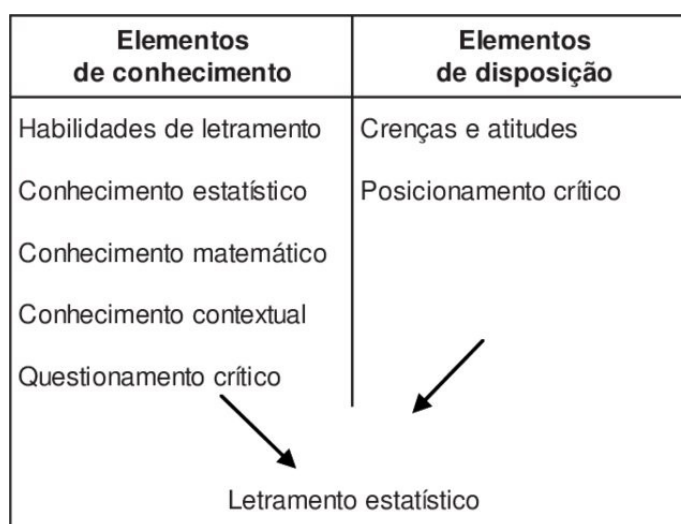 Elementos
de conhecimento
Elementos
de disposição
Habilidades de letramento
Conhecimento estatístico
Conhecimento matemático
Conhecimento contextual
Questionamento crítico
Crenças e atitudes
Posicionamento crítico
Letramento estatístico